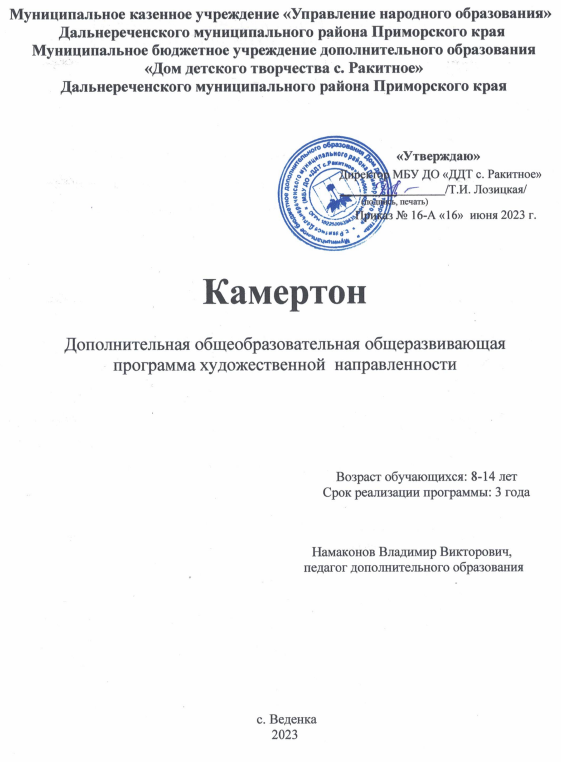 Муниципальное казенное учреждение «Управление народного образования»
Дальнереченского муниципального района Приморского края
Муниципальное бюджетное учреждение дополнительного образования
«Дом детского творчества с. Ракитное»
Дальнереченского муниципального района Приморского края
«Утверждаю»
Директор МБУ ДО «ДДТ с. Ракитное»
/Т.И. Лозицкая/
(подпись, печать)
Приказ № 16-А «16» июня 2023 г.
Камертон
Дополнительная общеобразовательная общеразвивающая
программа художественной направленности
Возраст обучающихся: 8-14 лет
Срок реализации программы: 3 года
Намаконов Владимир Викторович,
педагог дополнительного образования
с. Веденка
2023